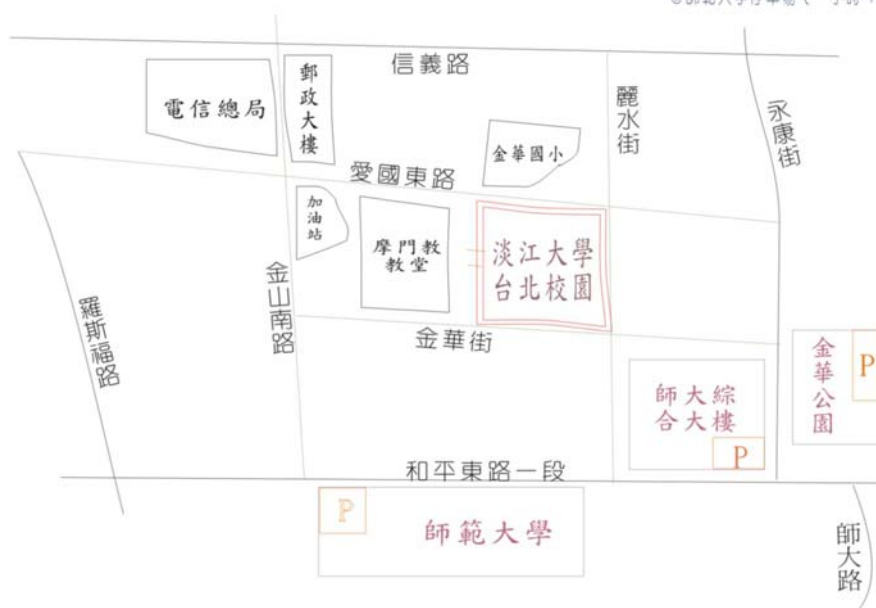 信義路
郵政大樓
電信總局
麗水街
永康街
金華國小
愛國東路
加油站
摩門教
教堂
淡江大學
台北校園
金山南路
羅斯福路
金華街
金華公園
P
師大綜
合大樓
P
和平東路一段
P
師範大學
師大路